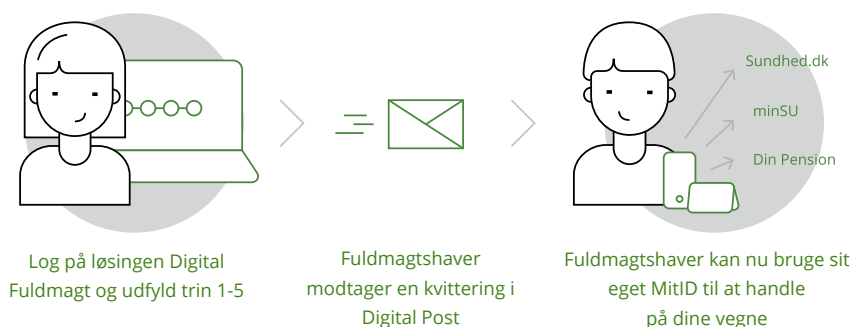 Sundhed.dk
minSU
Din Pension
Log på løsingen Digital
Fuldmagt og udfyld trin 1-5
Fuldmagtshaver
modtager en kvittering i
Digital Post
Fuldmagtshaver kan nu bruge sit
eget MitID til at handle
på dine vegne